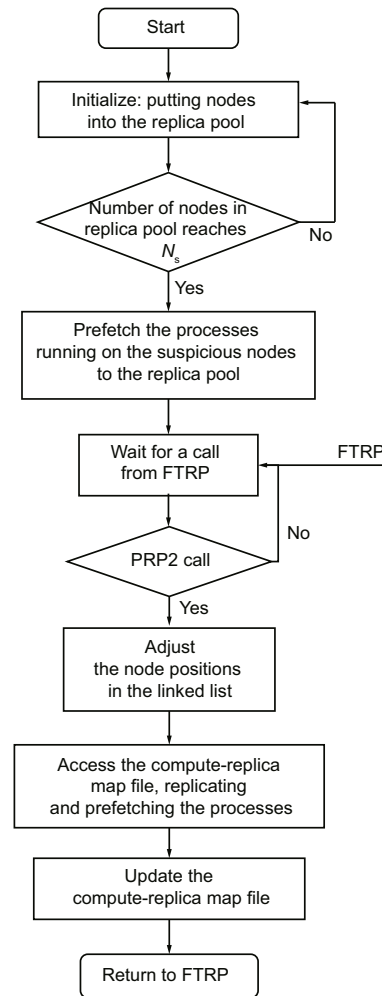 Start
Initialize: putting nodes
into the replica pool
Number of nodes in
replica pool reaches
Nₛ
No
Yes
Prefetch the processes
running on the suspicious nodes
to the replica pool
Wait for a call
from FTRP
FTRP
No
PRP2 call
Yes
Adjust
the node positions
in the linked list
Access the compute-replica
map file, replicating
and prefetching the processes
Update the
compute-replica map file
Return to FTRP